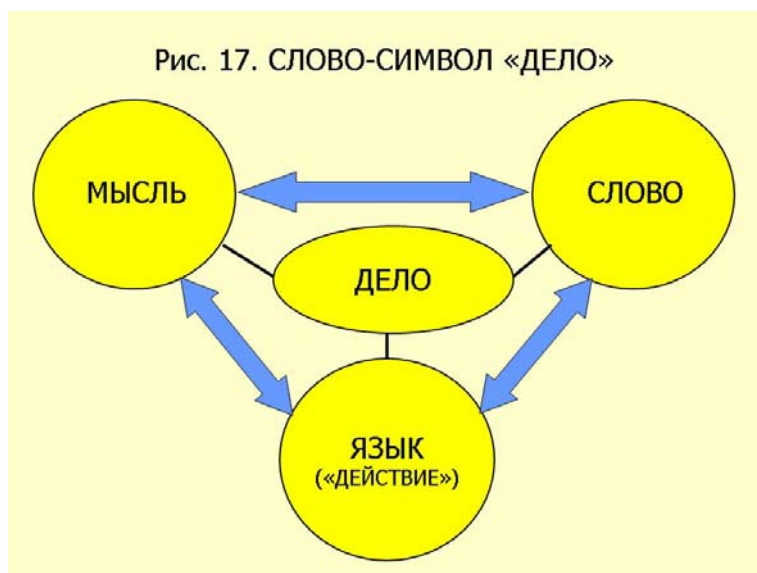 Рис. 17. СЛОВО-СИМВОЛ «ДЕЛО»
МЫСЛЬ
СЛОВО
ДЕЛО
ЯЗЫК
(«ДЕЙСТВИЕ»)